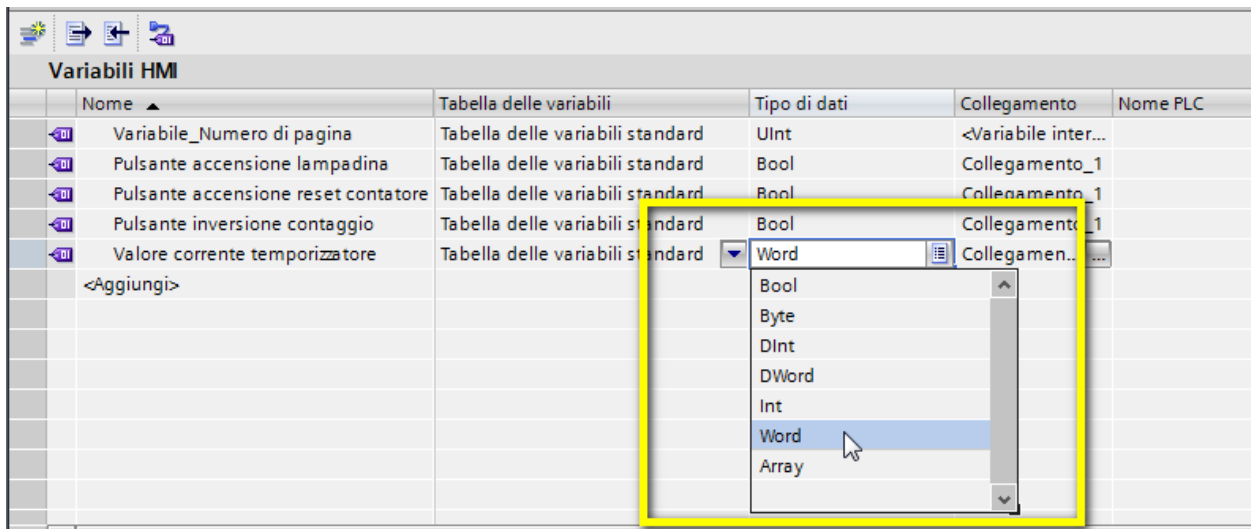 Variabili HMI
Nome Tabella delle variabili Tipo di dati Collegamento Nome PLC
Variabile_Numero di pagina Tabella delle variabili standard UInt <Variabile inter...
Pulsante accensione lampadina Tabella delle variabili standard Bool Collegamento_1
Pulsante accensione reset contatore Tabella delle variabili standard Bool Collegamento_1
Pulsante inversione contaggio Tabella delle variabili standard Bool Collegamento_1
Valore corrente temporizzatore Tabella delle variabili standard Word Collegamen... ...
<Aggiungi>
Bool
Byte
DInt
DWord
Int
Word
Array